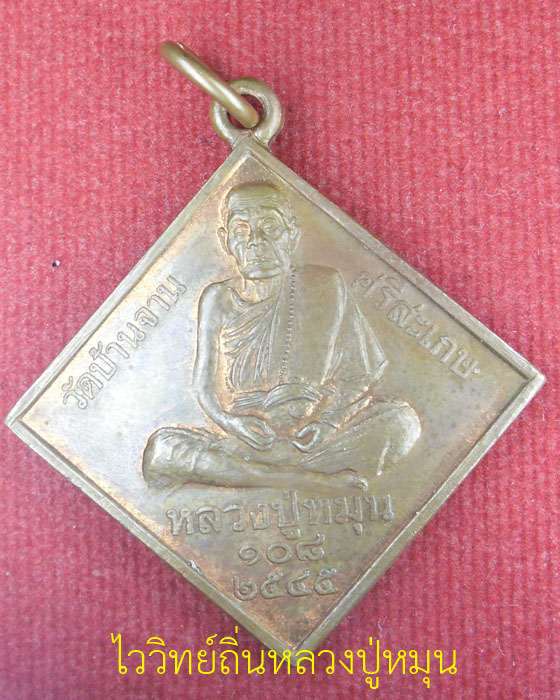 วัดบ้านจาน
ศรีสะเกษ
หลวงปู่หมุน
๑๐๘
๒๕๔๕
ไววิทย์ถิ่นหลวงปู่หมุน